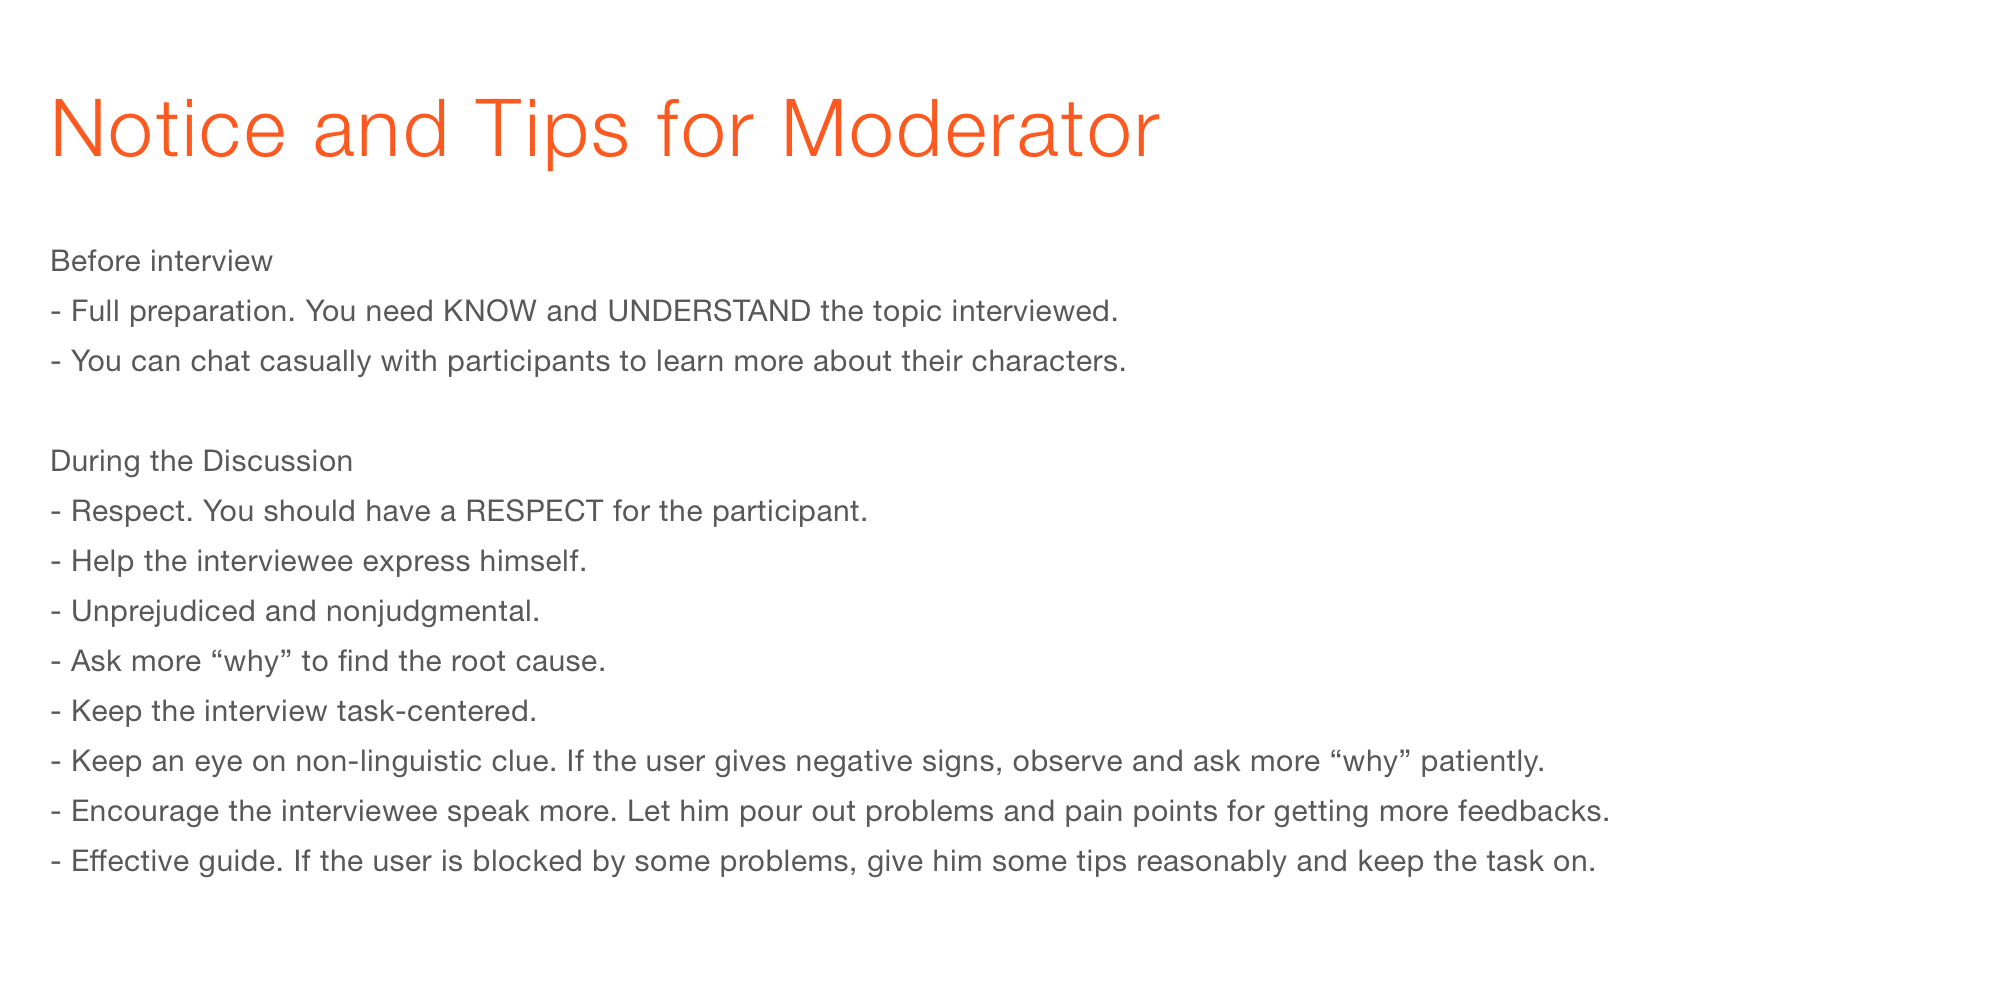 Notice and Tips for Moderator
Before interview
- Full preparation. You need KNOW and UNDERSTAND the topic interviewed.
- You can chat casually with participants to learn more about their characters.
During the Discussion
- Respect. You should have a RESPECT for the participant.
- Help the interviewee express himself.
- Unprejudiced and nonjudgmental.
- Ask more “why” to find the root cause.
- Keep the interview task-centered.
- Keep an eye on non-linguistic clue. If the user gives negative signs, observe and ask more “why” patiently.
- Encourage the interviewee speak more. Let him pour out problems and pain points for getting more feedbacks.
- Effective guide. If the user is blocked by some problems, give him some tips reasonably and keep the task on.